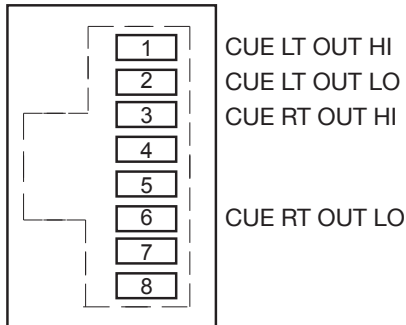 1 CUE LT OUT HI
2 CUE LT OUT LO
3 CUE RT OUT HI
4
5
6 CUE RT OUT LO
7
8